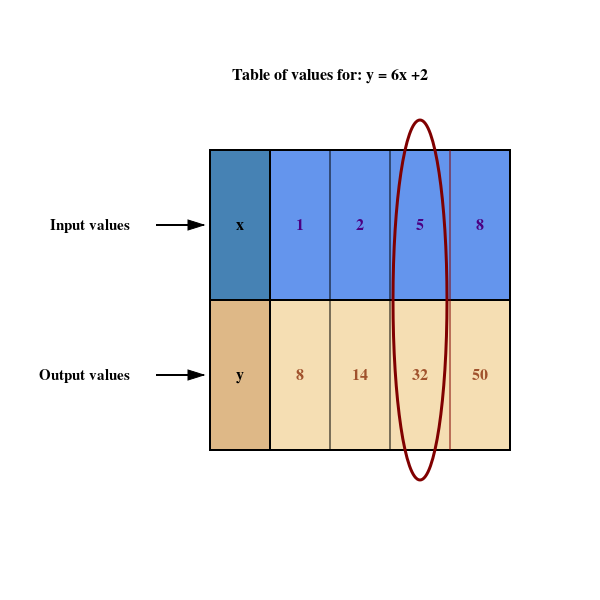 Table of values for: y = 6x +2
Input values x 1 2 5 8
Output values y 8 14 32 50